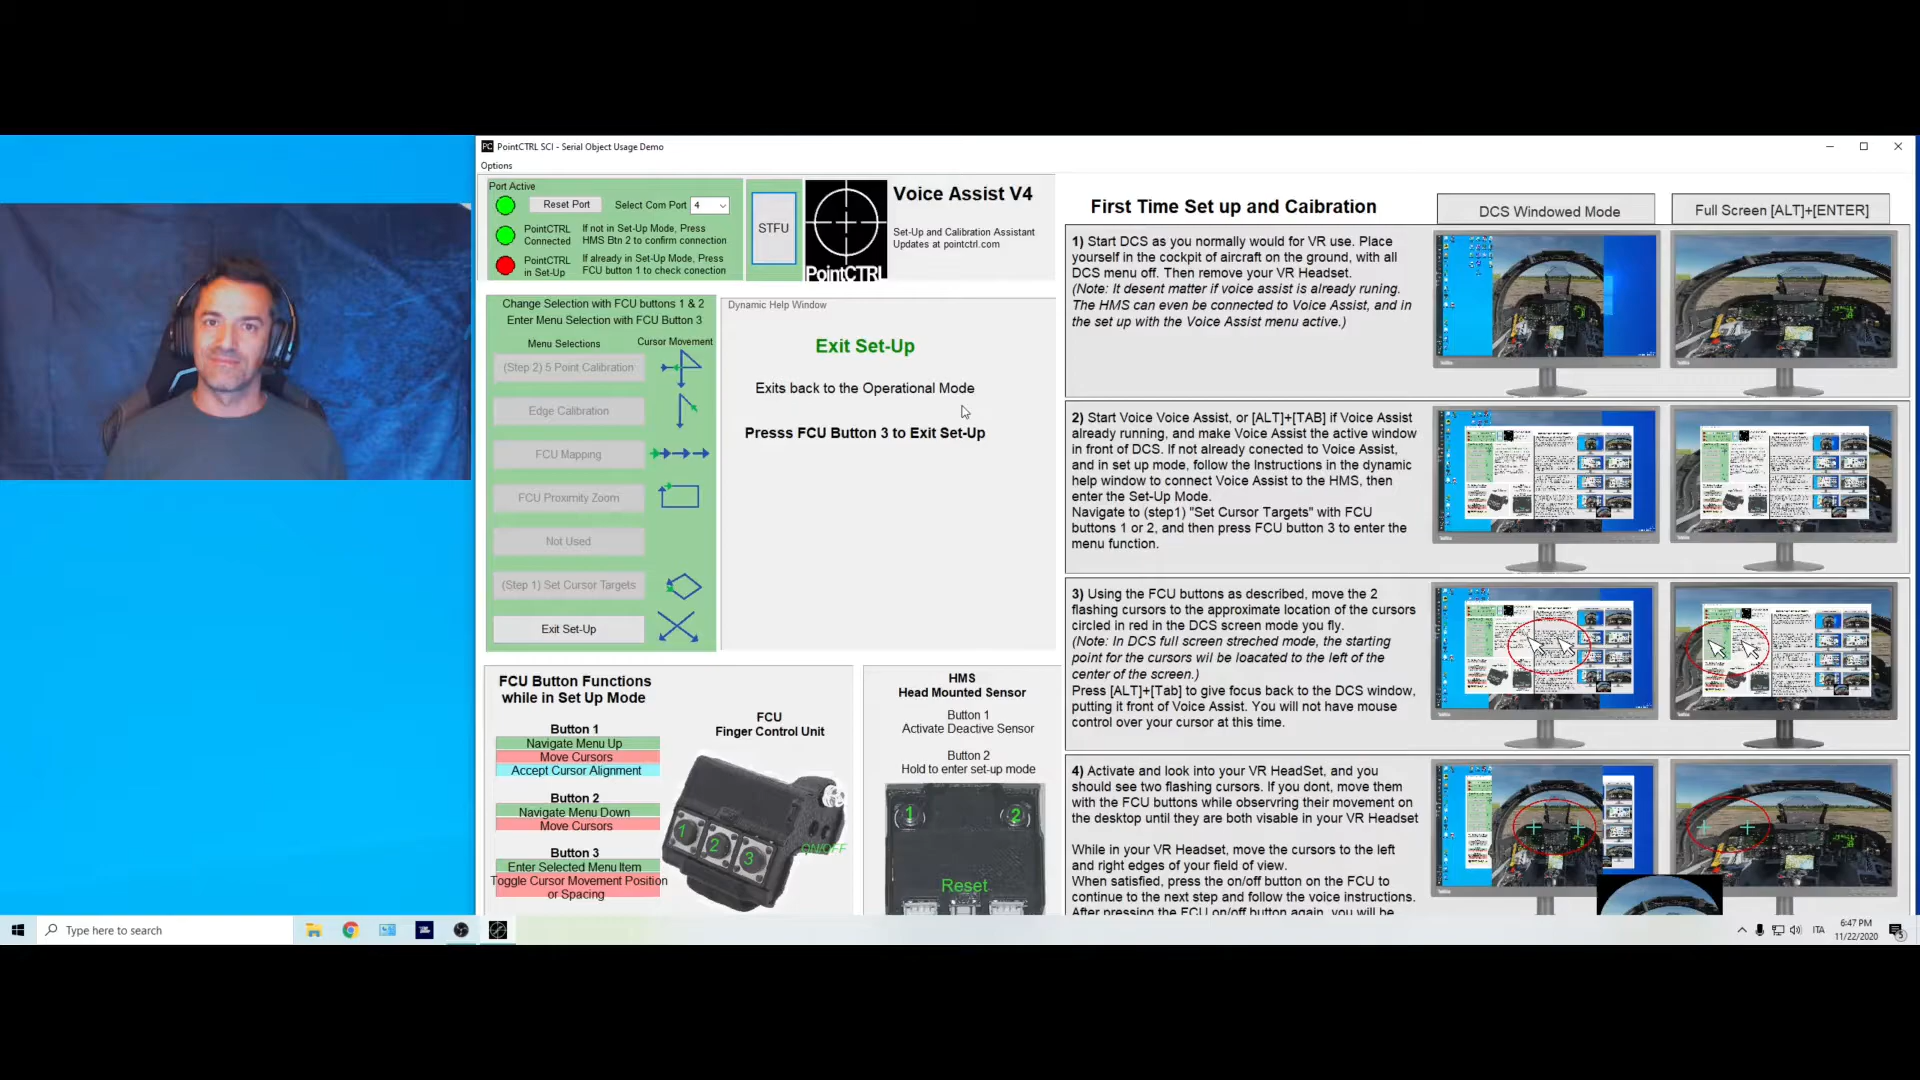 PointCTRL SCI - Serial Object Usage Demo
Options
Port Active
Reset Port
Select Com Port
4
PointCTRL
Connected
If not in Set-Up Mode, Press
HMS Btn 2 to confirm connection
PointCTRL
in Set-Up
If already in Set-Up Mode, Press
FCU button 1 to check conection
STFU
PointCTRL
Voice Assist V4
Set-Up and Calibration Assistant
Updates at pointctrl.com
Change Selection with FCU buttons 1 & 2
Enter Menu Selection with FCU Button 3
Menu Selections
Cursor Movement
(Step 2) 5 Point Calibration
Edge Calibration
FCU Mapping
FCU Proximity Zoom
Not Used
(Step 1) Set Cursor Targets
Exit Set-Up
Dynamic Help Window
Exit Set-Up
Exits back to the Operational Mode
Presss FCU Button 3 to Exit Set-Up
FCU Button Functions
while in Set Up Mode
Button 1
Navigate Menu Up
Move Cursors
Accept Cursor Alignment
Button 2
Navigate Menu Down
Move Cursors
Button 3
Enter Selected Menu Item
Toggle Cursor Movement Position
or Spacing
FCU
Finger Control Unit
1
2
3
ON/OFF
HMS
Head Mounted Sensor
Button 1
Activate Deactive Sensor
Button 2
Hold to enter set-up mode
1
2
Reset
First Time Set up and Caibration
DCS Windowed Mode
Full Screen [ALT]+[ENTER]
1) Start DCS as you normally would for VR use. Place
yourself in the cockpit of aircraft on the ground, with all
DCS menu off. Then remove your VR Headset.
(Note: It desent matter if voice assist is already runing.
The HMS can even be connected to Voice Assist, and in
the set up with the Voice Assist menu active.)
2) Start Voice Voice Assist, or [ALT]+[TAB] if Voice Assist
already running, and make Voice Assist the active window
in front of DCS. If not already conected to Voice Assist,
and in set up mode, follow the Instructions in the dynamic
help window to connect Voice Assist to the HMS, then
enter the Set-Up Mode.
Navigate to (step1) "Set Cursor Targets" with FCU
buttons 1 or 2, and then press FCU button 3 to enter the
menu function.
3) Using the FCU buttons as described, move the 2
flashing cursors to the approximate location of the cursors
circled in red in the DCS screen mode you fly.
(Note: In DCS full screen streched mode, the starting
point for the cursors wil be loacated to the left of the
center of the screen.)
Press [ALT]+[Tab] to give focus back to the DCS window,
putting it front of Voice Assist. You will not have mouse
control over your cursor at this time.
4) Activate and look into your VR HeadSet, and you
should see two flashing cursors. If you dont, move them
with the FCU buttons while observring their movement on
the desktop until they are both visable in your VR Headset
While in your VR Headset, move the cursors to the left
and right edges of your field of view.
When satisfied, press the on/off button on the FCU to
continue to the next step and follow the voice instructions.
After pressing the FCU on/off button again, you will be
Type here to search
ITA
6:47 PM
11/22/2020
5